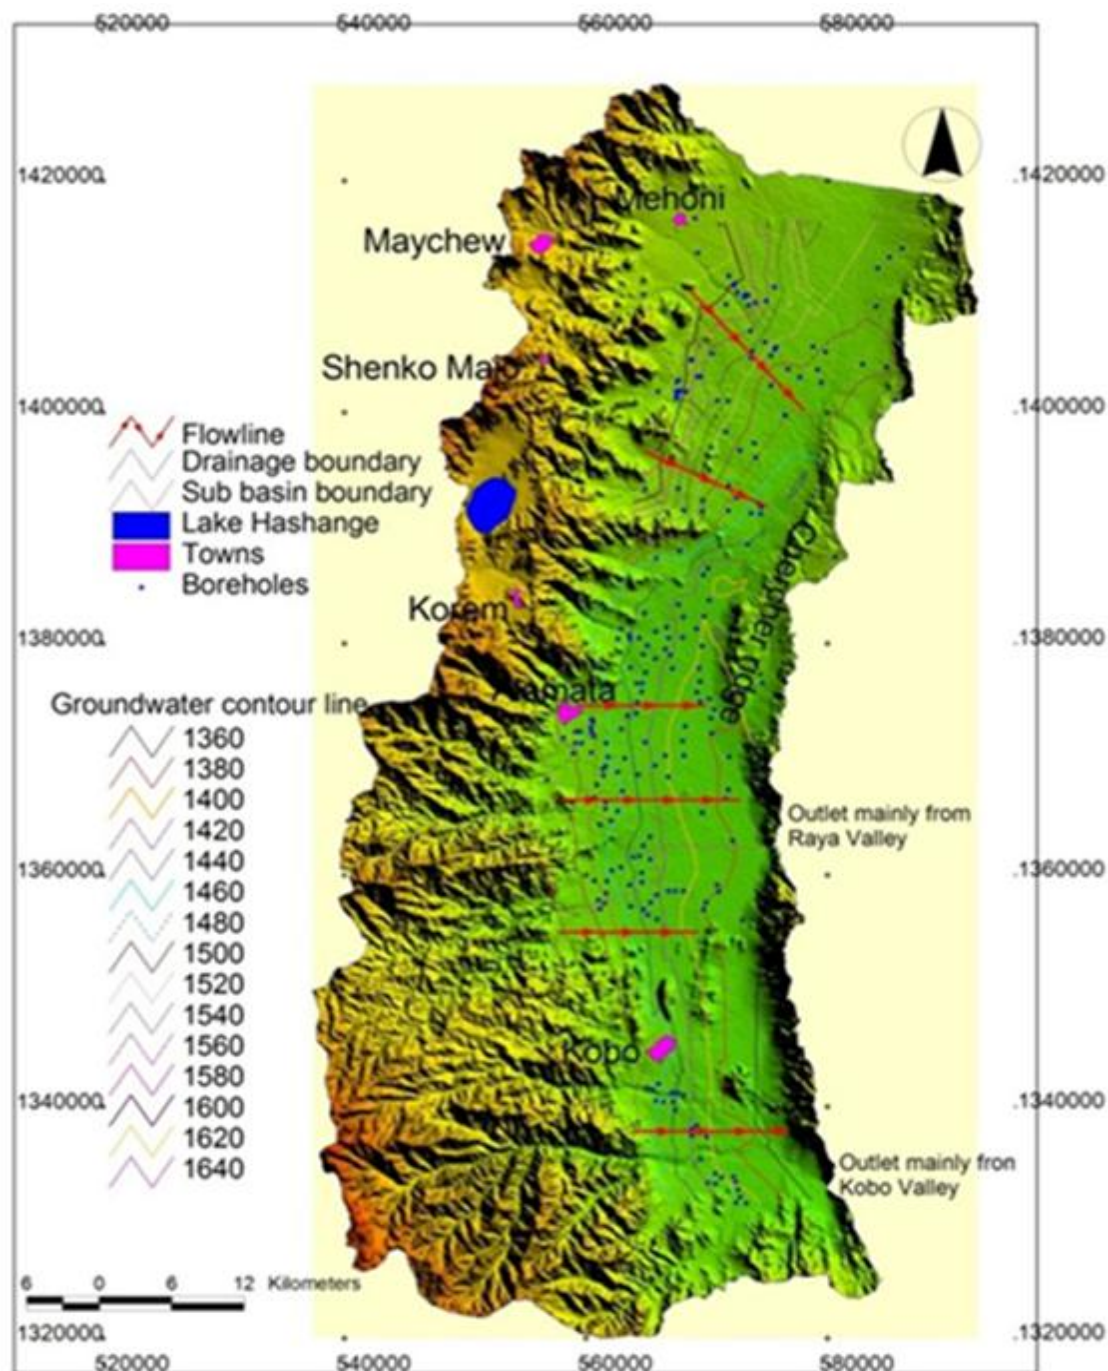 520000 540000 560000 580000
1420000 .1420000
Mehoni
Maychew
Shenko Majo
1400000 .1400000
Flowline
Drainage boundary
Sub basin boundary
Lake Hashange
Towns
Boreholes
Korem
1380000 .1380000
ridge
Alamata
Groundwater contour line
1360
1380
1400
1420
1440
1460
1480
1500
1520
1540
1560
1580
1600
1620
1640
Outlet mainly from
Raya Valley
1360000 .1360000
Kobo
1340000 .1340000
Outlet mainly fron
Kobo Valley
6 0 6 12 Kilometers
1320000 .1320000
520000 540000 560000 580000